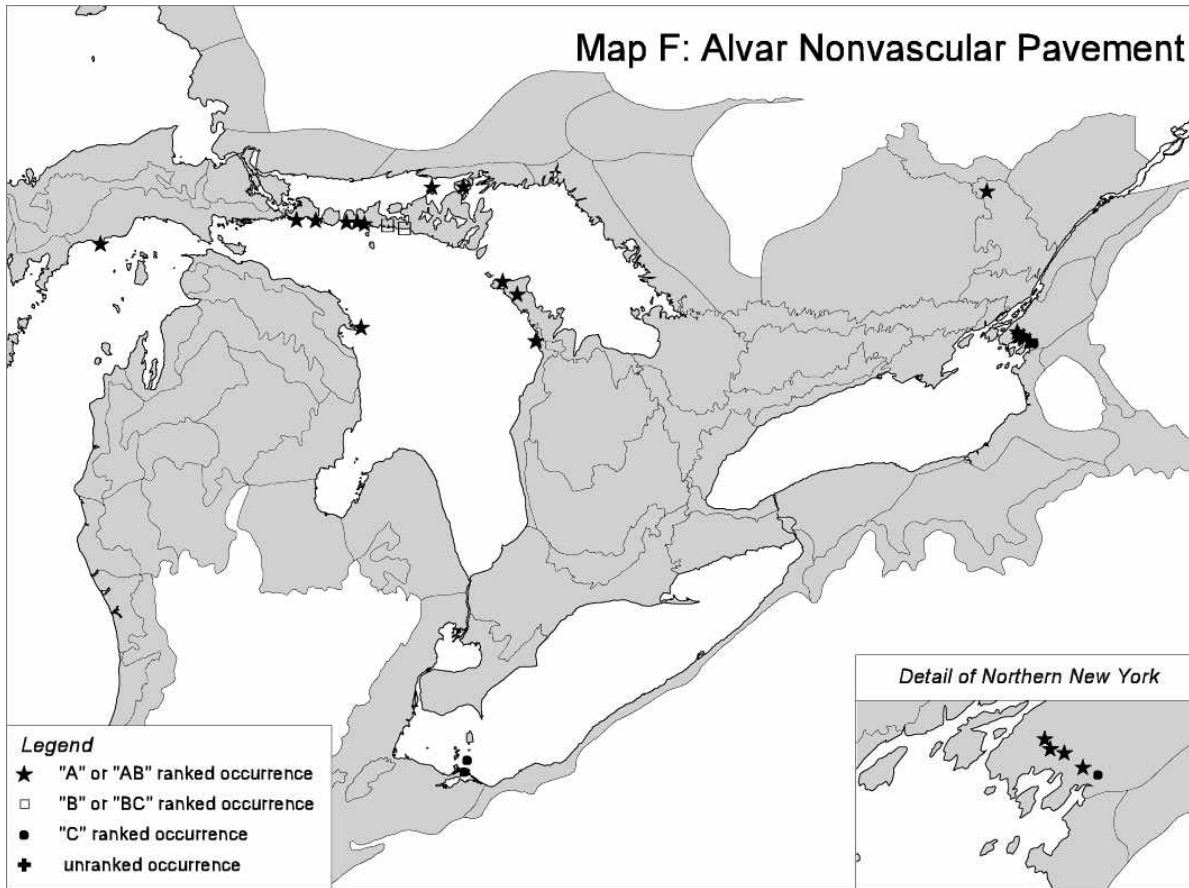 Map F: Alvar Nonvascular Pavement
Detail of Northern New York
Legend
"A" or "AB" ranked occurrence
"B" or "BC" ranked occurrence
"C" ranked occurrence
unranked occurrence